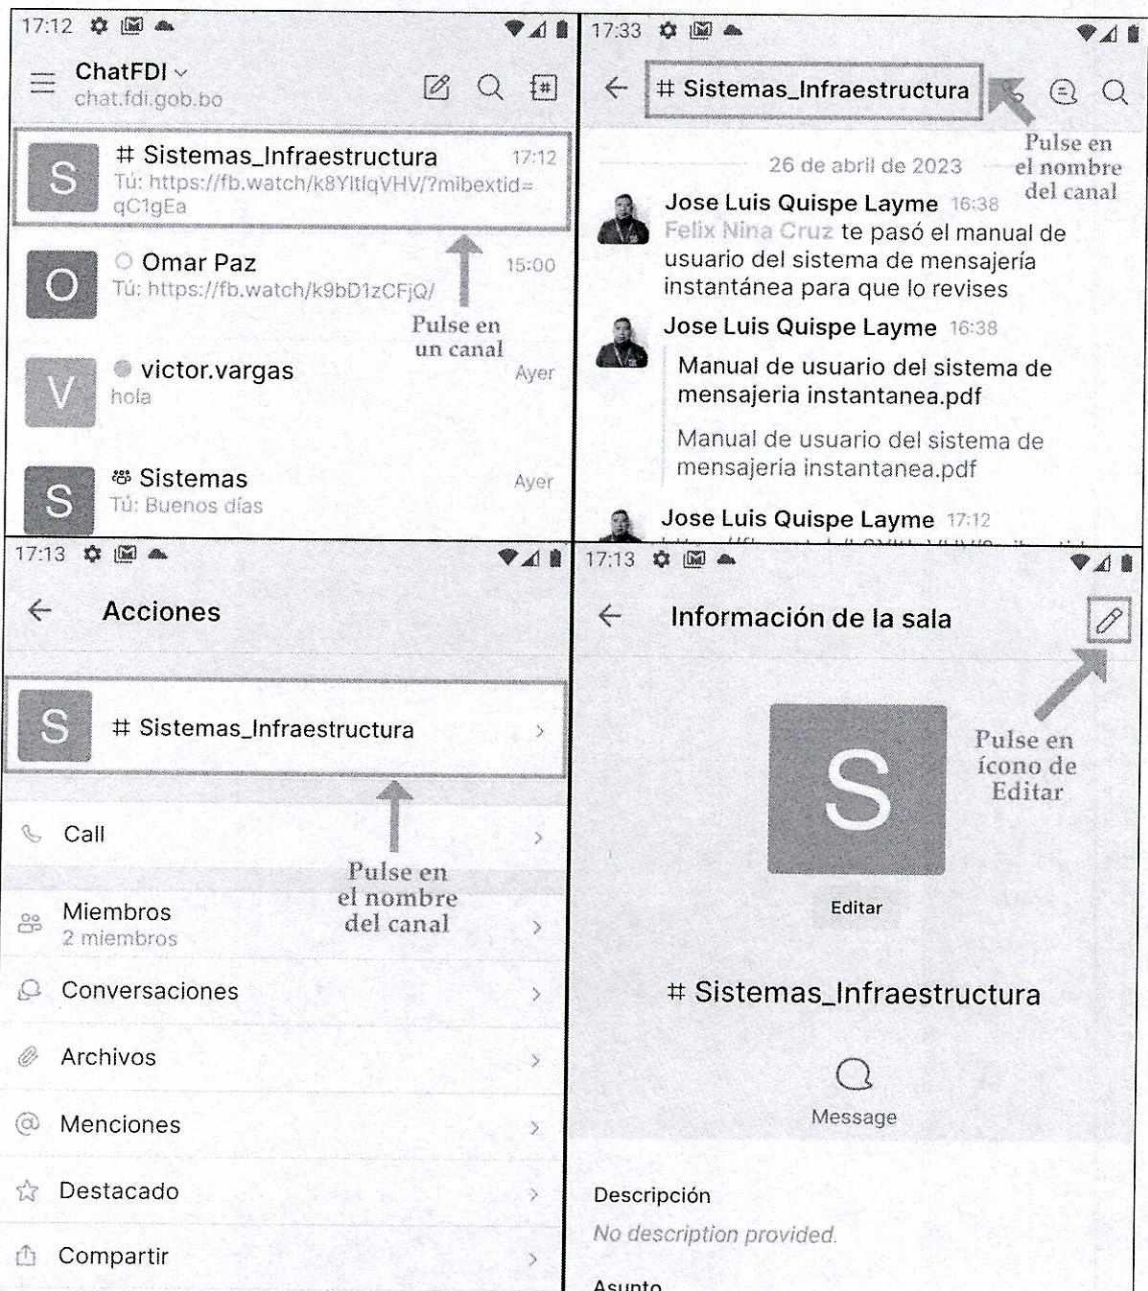 17:12
ChatFDI
chat.fdi.gob.bo
# Sistemas_Infraestructura 17:12
Tú: https://fb.watch/k8YltlqVHV/?mibextid=
qC1gEa
Omar Paz 15:00
Tú: https://fb.watch/k9bD1zCFjQ/
Pulse en
un canal
victor.vargas Ayer
hola
Sistemas Ayer
Tú: Buenos días
17:33
# Sistemas_Infraestructura
Pulse en
el nombre
del canal
26 de abril de 2023
Jose Luis Quispe Layme 16:38
Felix Nina Cruz te pasó el manual de
usuario del sistema de mensajería
instantánea para que lo revises
Jose Luis Quispe Layme 16:38
Manual de usuario del sistema de
mensajeria instantanea.pdf
Manual de usuario del sistema de
mensajeria instantanea.pdf
Jose Luis Quispe Layme 17:12
17:13
Acciones
S
# Sistemas_Infraestructura
Pulse en
el nombre
del canal
Call
Miembros
2 miembros
Conversaciones
Archivos
Menciones
Destacado
Compartir
17:13
Información de la sala
Pulse en
ícono de
Editar
S
Editar
# Sistemas_Infraestructura
Message
Descripción
No description provided.
Asunto